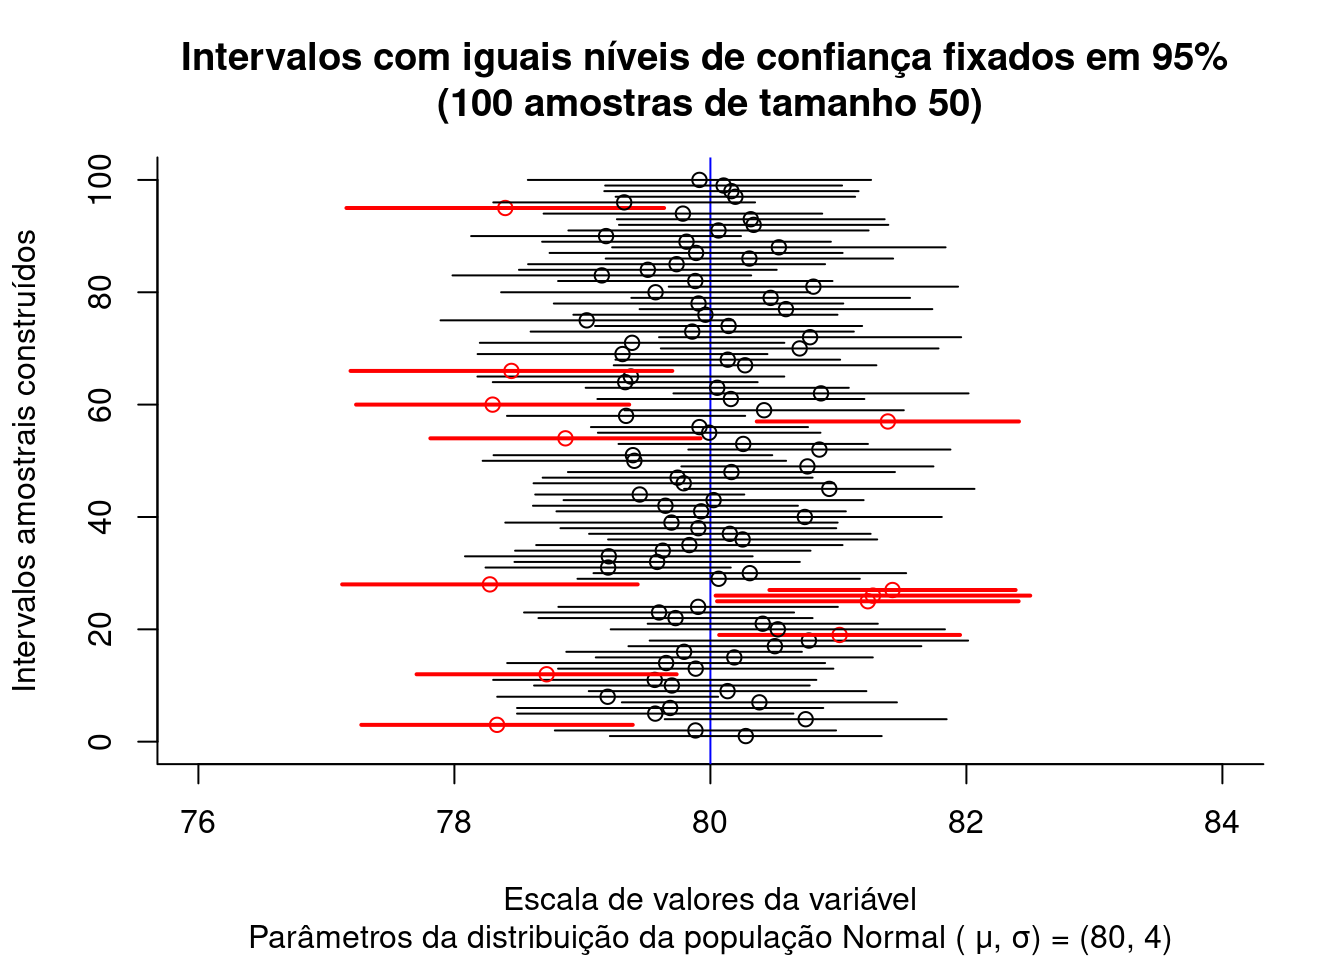 Intervalos com iguais níveis de confiança fixados em 95%
(100 amostras de tamanho 50)
Intervalos amostrais construídos
100
80
60
40
20
0
76 78 80 82 84
Escala de valores da variável
Parâmetros da distribuição da população Normal ( μ, σ) = (80, 4)